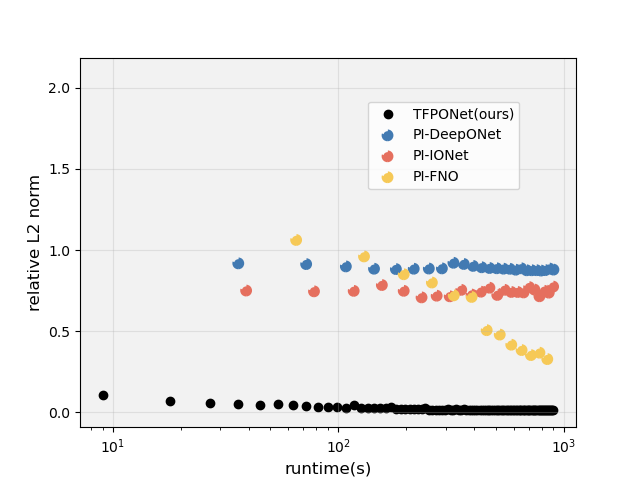 2.0
1.5
1.0
0.5
0.0
relative L2 norm
TFPONet(ours)
PI-DeepONet
PI-IONet
PI-FNO
10¹
10²
10³
runtime(s)